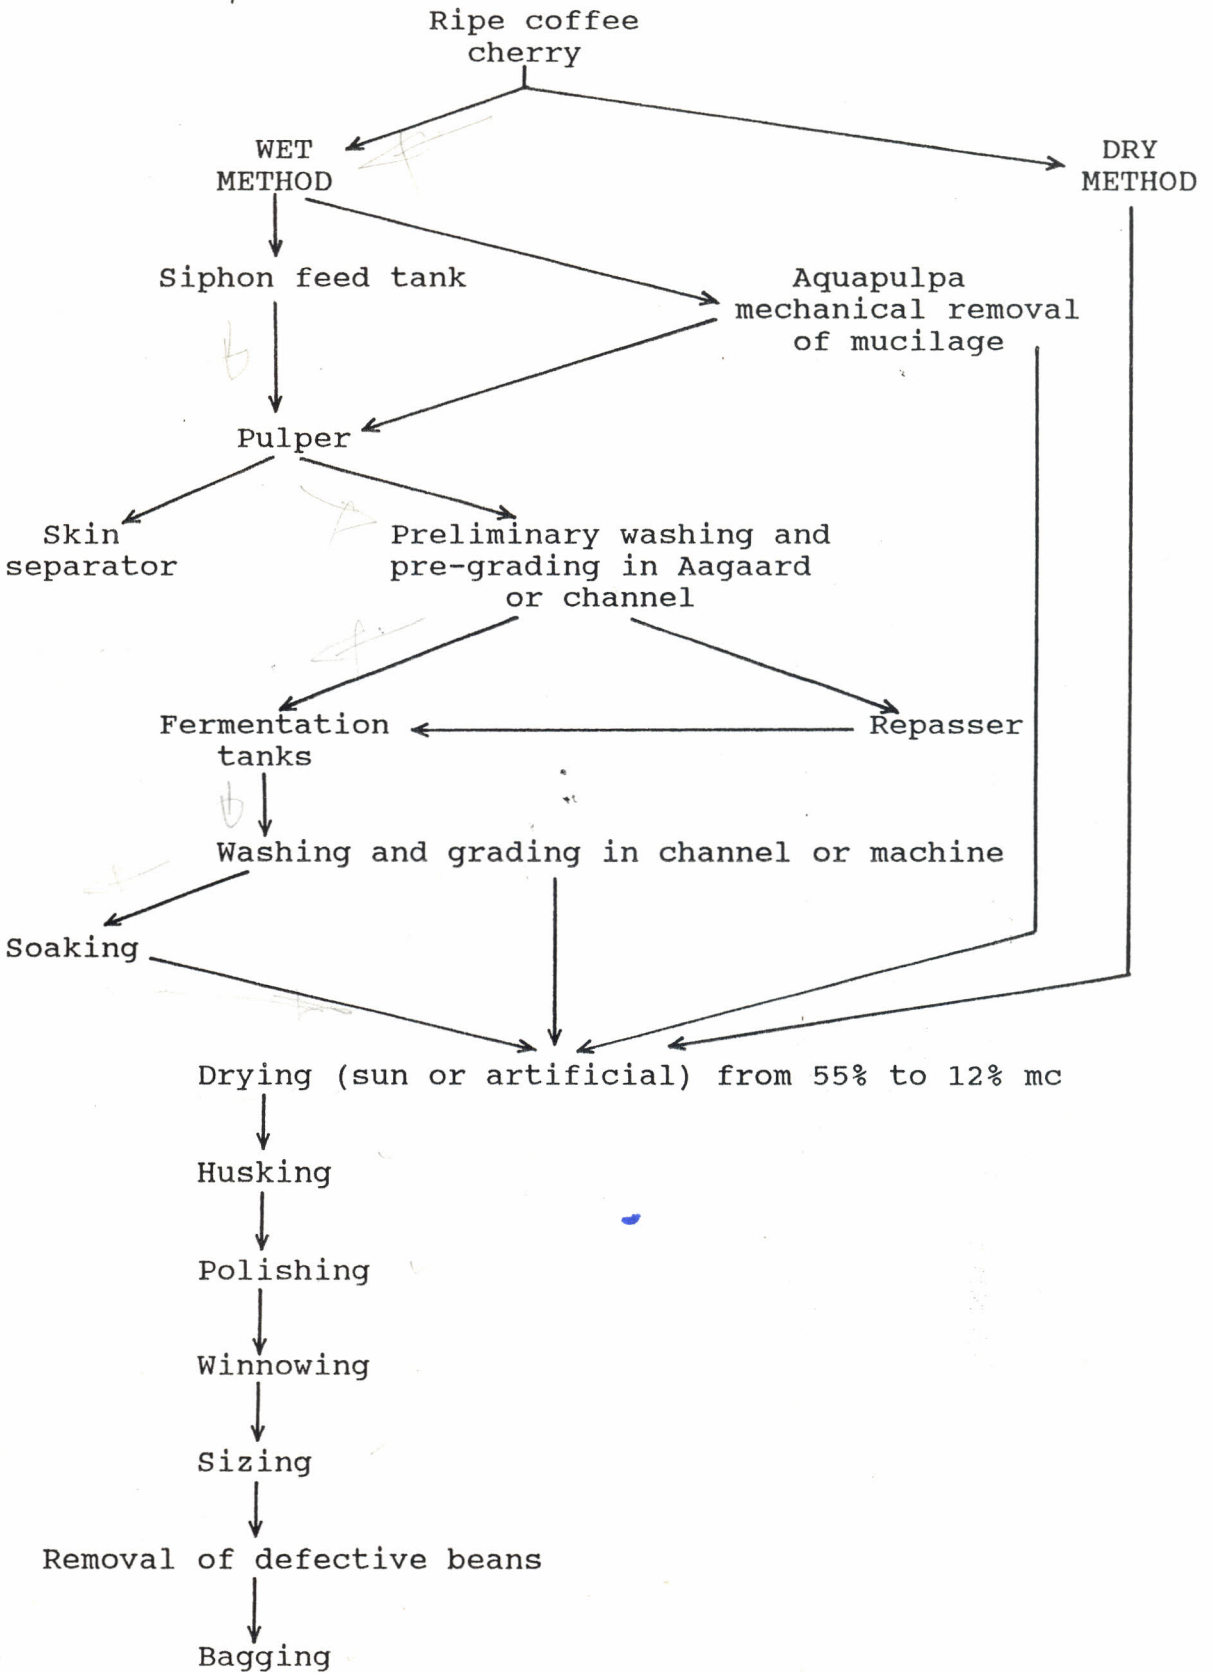 Ripe coffee
cherry
WET
METHOD
DRY
METHOD
Siphon feed tank
Aquapulpa
mechanical removal
of mucilage
Pulper
Skin
separator
Preliminary washing and
pre-grading in Aagaard
or channel
Fermentation
tanks
Repasser
Washing and grading in channel or machine
Soaking
Drying (sun or artificial) from 55% to 12% mc
Husking
Polishing
Winnowing
Sizing
Removal of defective beans
Bagging